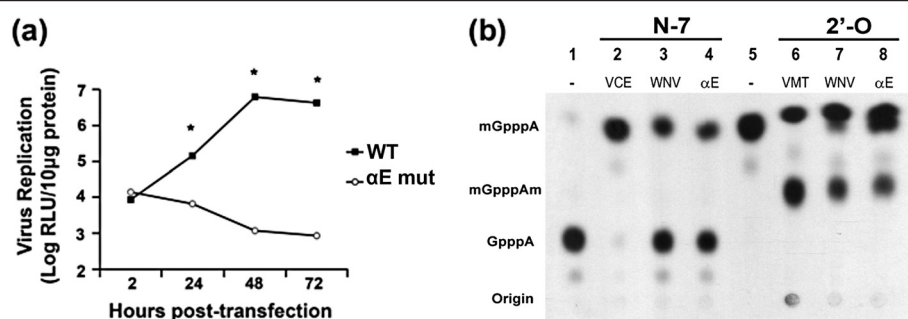 (a)
Virus Replication
(Log RLU/10µg protein)
7
6
5
4
3
2
2 24 48 72
Hours post-transfection
*
*
*
WT
αE mut
(b)
N-7 2'-O
1 2 3 4 5 6 7 8
- VCE WNV αE - VMT WNV αE
mGpppA
mGpppAm
GpppA
Origin